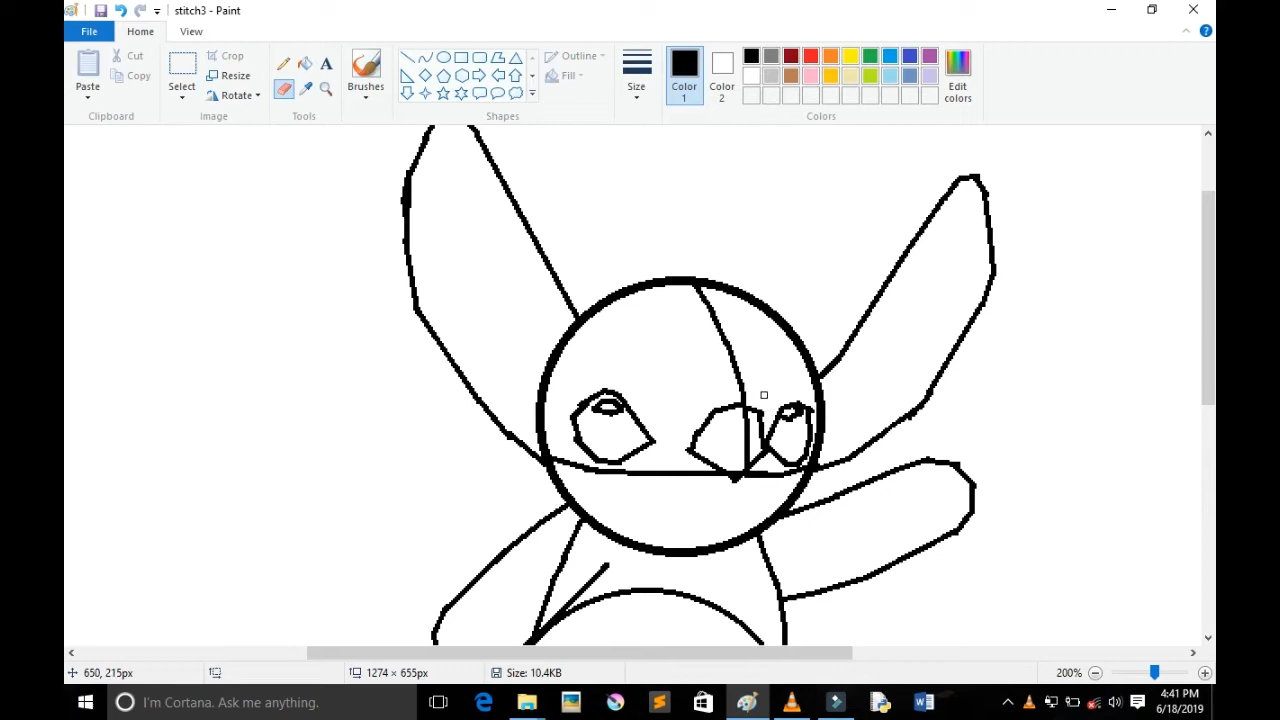 stitch3 - Paint
File
Home
View
Paste
Cut
Copy
Clipboard
Select
Crop
Resize
Rotate
Image
Tools
Brushes
Outline
Fill
Shapes
Size
Color
1
Color
2
Edit
colors
Colors
650, 215px
1274 × 655px
Size: 10.4KB
200%
I'm Cortana. Ask me anything.
4:41 PM
6/18/2019